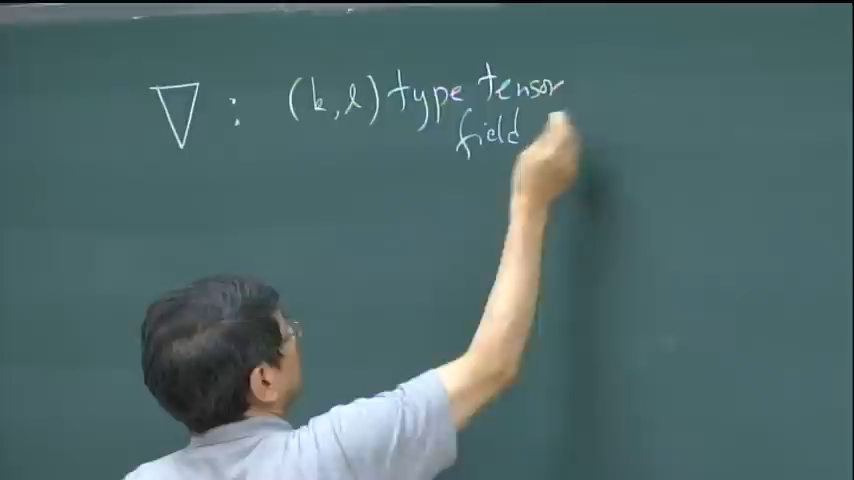 ∇ : (k, l) type tensor
field